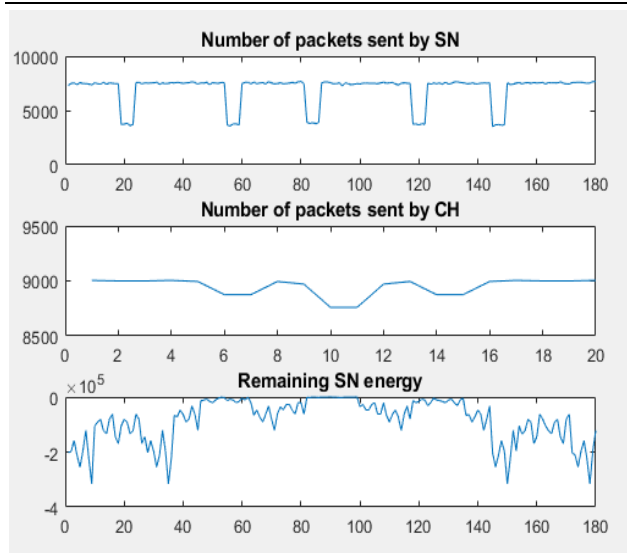 Number of packets sent by SN
10000
5000
0
0 20 40 60 80 100 120 140 160 180
Number of packets sent by CH
9500
9000
8500
0 2 4 6 8 10 12 14 16 18 20
Remaining SN energy
×10^5
0
-2
-4
0 20 40 60 80 100 120 140 160 180